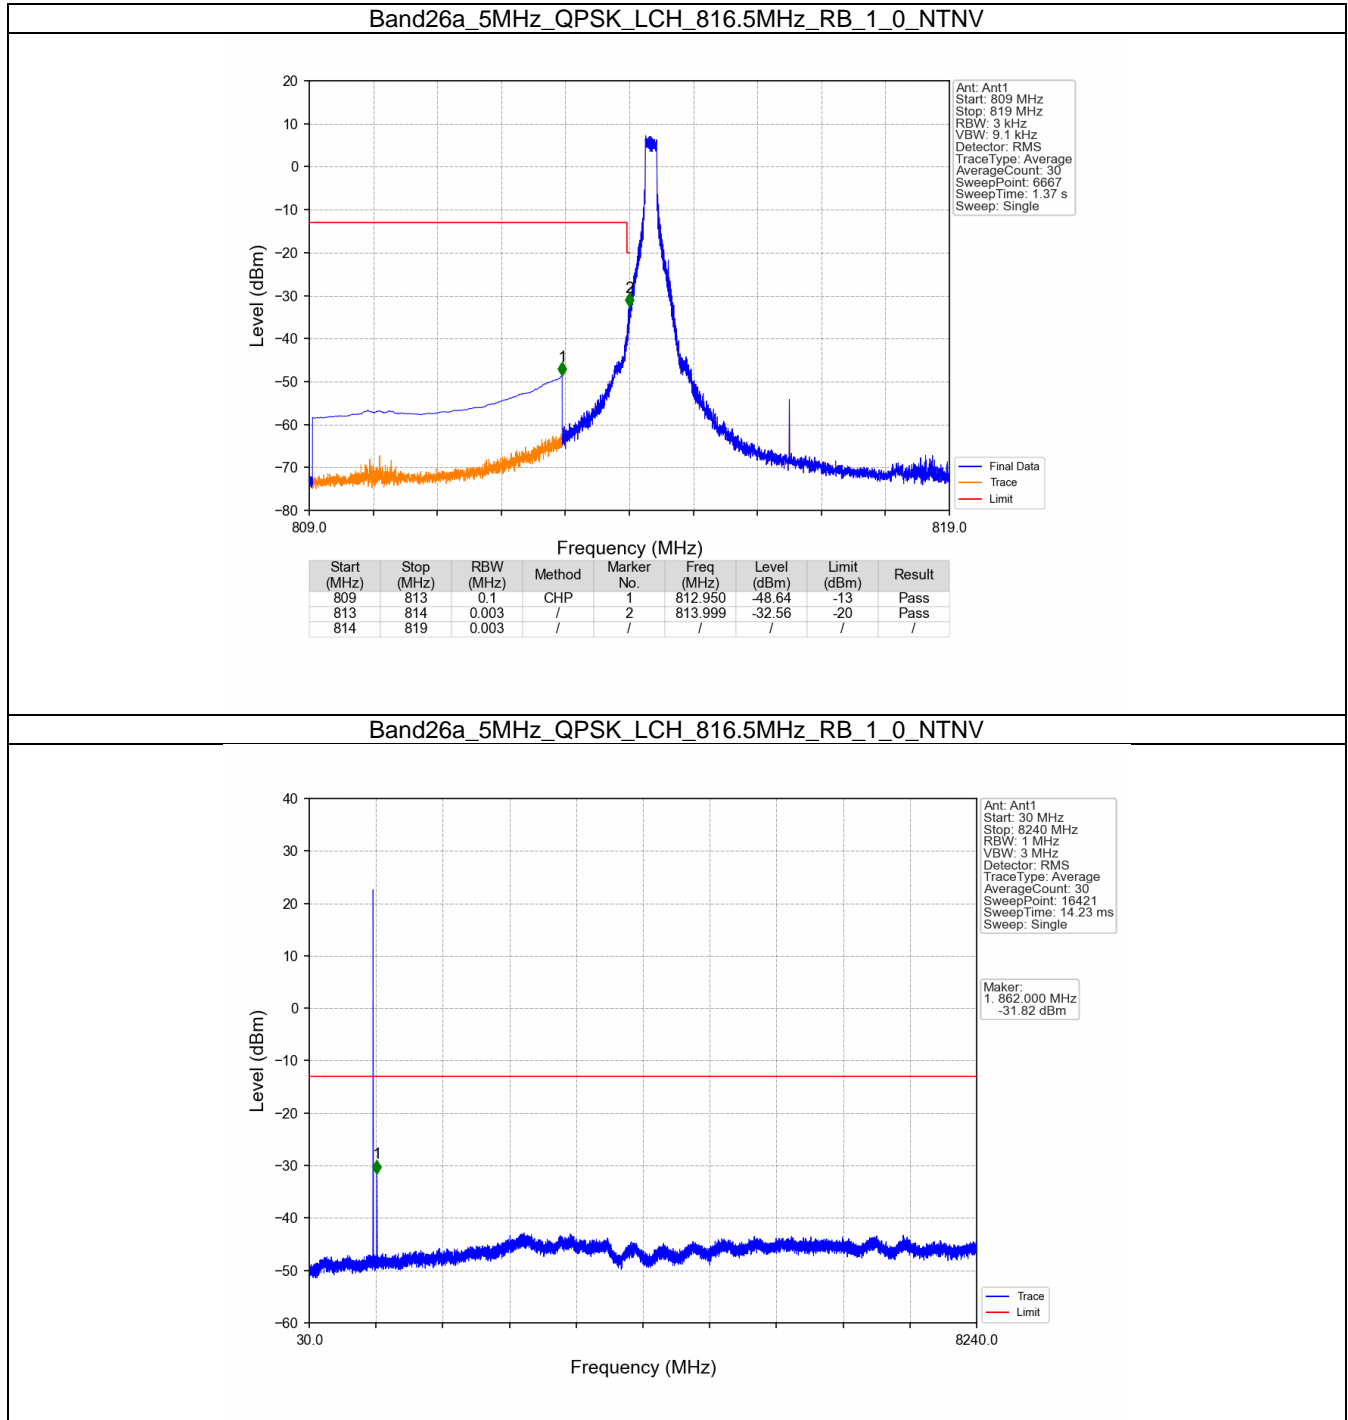 Band26a_5MHz_QPSK_LCH_816.5MHz_RB_1_0_NTNV
20
10
0
−10
−20
−30
−40
−50
−60
−70
−80
Level (dBm)
1
2
809.0
819.0
Frequency (MHz)
Ant: Ant1
Start: 809 MHz
Stop: 819 MHz
RBW: 3 kHz
VBW: 9.1 kHz
Detector: RMS
TraceType: Average
AverageCount: 30
SweepPoint: 6667
SweepTime: 1.37 s
Sweep: Single
Final Data
Trace
Limit
Start (MHz) Stop (MHz) RBW (MHz) Method Marker No. Freq (MHz) Level (dBm) Limit (dBm) Result
809 813 0.1 CHP 1 812.950 -48.64 -13 Pass
813 814 0.003 / 2 813.999 -32.56 -20 Pass
814 819 0.003 / / / / / /
Band26a_5MHz_QPSK_LCH_816.5MHz_RB_1_0_NTNV
40
30
20
10
0
−10
−20
−30
−40
−50
−60
Level (dBm)
1
30.0
8240.0
Frequency (MHz)
Ant: Ant1
Start: 30 MHz
Stop: 8240 MHz
RBW: 1 MHz
VBW: 3 MHz
Detector: RMS
TraceType: Average
AverageCount: 30
SweepPoint: 16421
SweepTime: 14.23 ms
Sweep: Single
Maker:
1. 862.000 MHz
-31.82 dBm
Trace
Limit